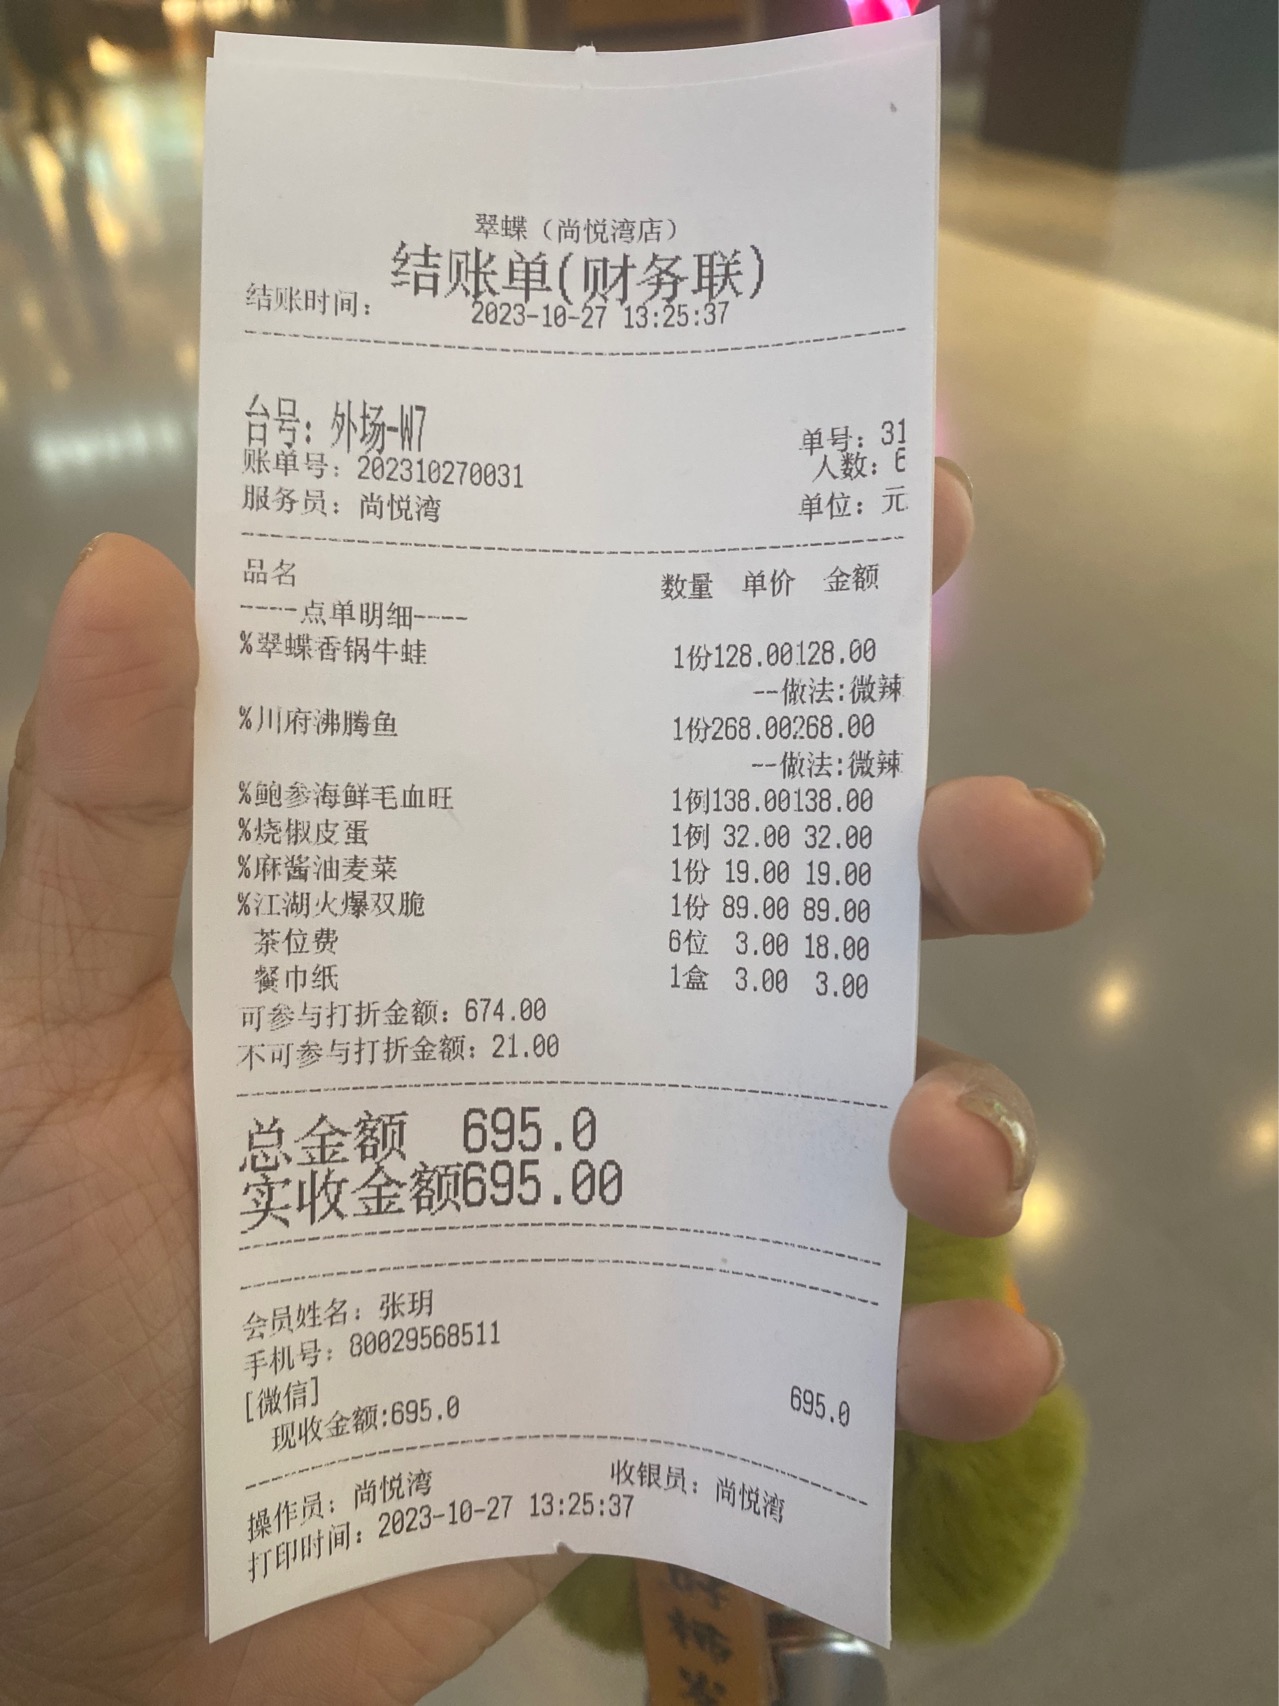 翠蝶（尚悦湾店）
结账单(财务联)
结账时间： 2023-10-27 13:25:37
台号：外场-W7
单号：31
账单号：202310270031
人数：6
服务员：尚悦湾
单位：元
品名 数量 单价 金额
----点单明细----
%翠蝶香锅牛蛙 1份128.00128.00
--做法:微辣
%川府沸腾鱼 1份268.00268.00
--做法:微辣
%鲍参海鲜毛血旺 1例138.00138.00
%烧椒皮蛋 1例 32.00 32.00
%麻酱油麦菜 1份 19.00 19.00
%江湖火爆双脆 1份 89.00 89.00
茶位费 6位 3.00 18.00
餐巾纸 1盒 3.00 3.00
可参与打折金额：674.00
不可参与打折金额：21.00
总金额 695.0
实收金额695.00
会员姓名：张玥
手机号：80029568511
[微信] 695.0
现收金额:695.0
操作员：尚悦湾 收银员：尚悦湾
打印时间：2023-10-27 13:25:37